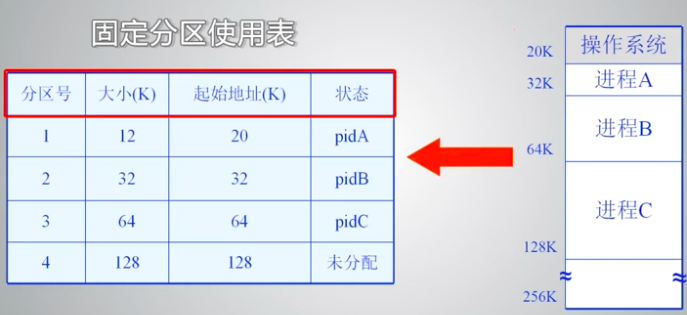 固定分区使用表
分区号 大小(K) 起始地址(K) 状态
1 12 20 pidA
2 32 32 pidB
3 64 64 pidC
4 128 128 未分配
操作系统
20K
进程A
32K
进程B
64K
进程C
128K
256K